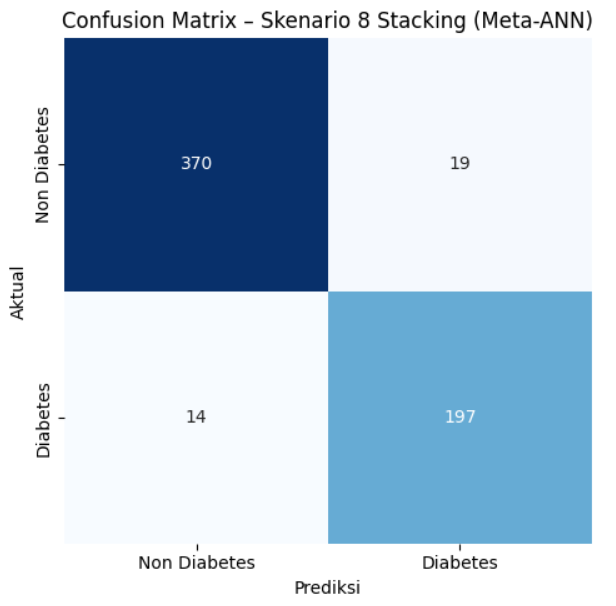 Confusion Matrix – Skenario 8 Stacking (Meta-ANN)
Non Diabetes
370
19
Aktual
Diabetes
14
197
Non Diabetes
Diabetes
Prediksi